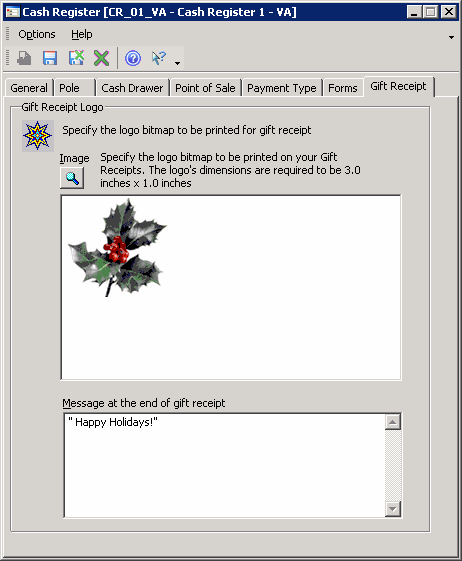 Cash Register [CR_01_VA - Cash Register 1 - VA]
Options Help
General Pole Cash Drawer Point of Sale Payment Type Forms Gift Receipt
Gift Receipt Logo
Specify the logo bitmap to be printed for gift receipt
Image
Specify the logo bitmap to be printed on your Gift
Receipts. The logo's dimensions are required to be 3.0
inches x 1.0 inches
Message at the end of gift receipt
" Happy Holidays!"